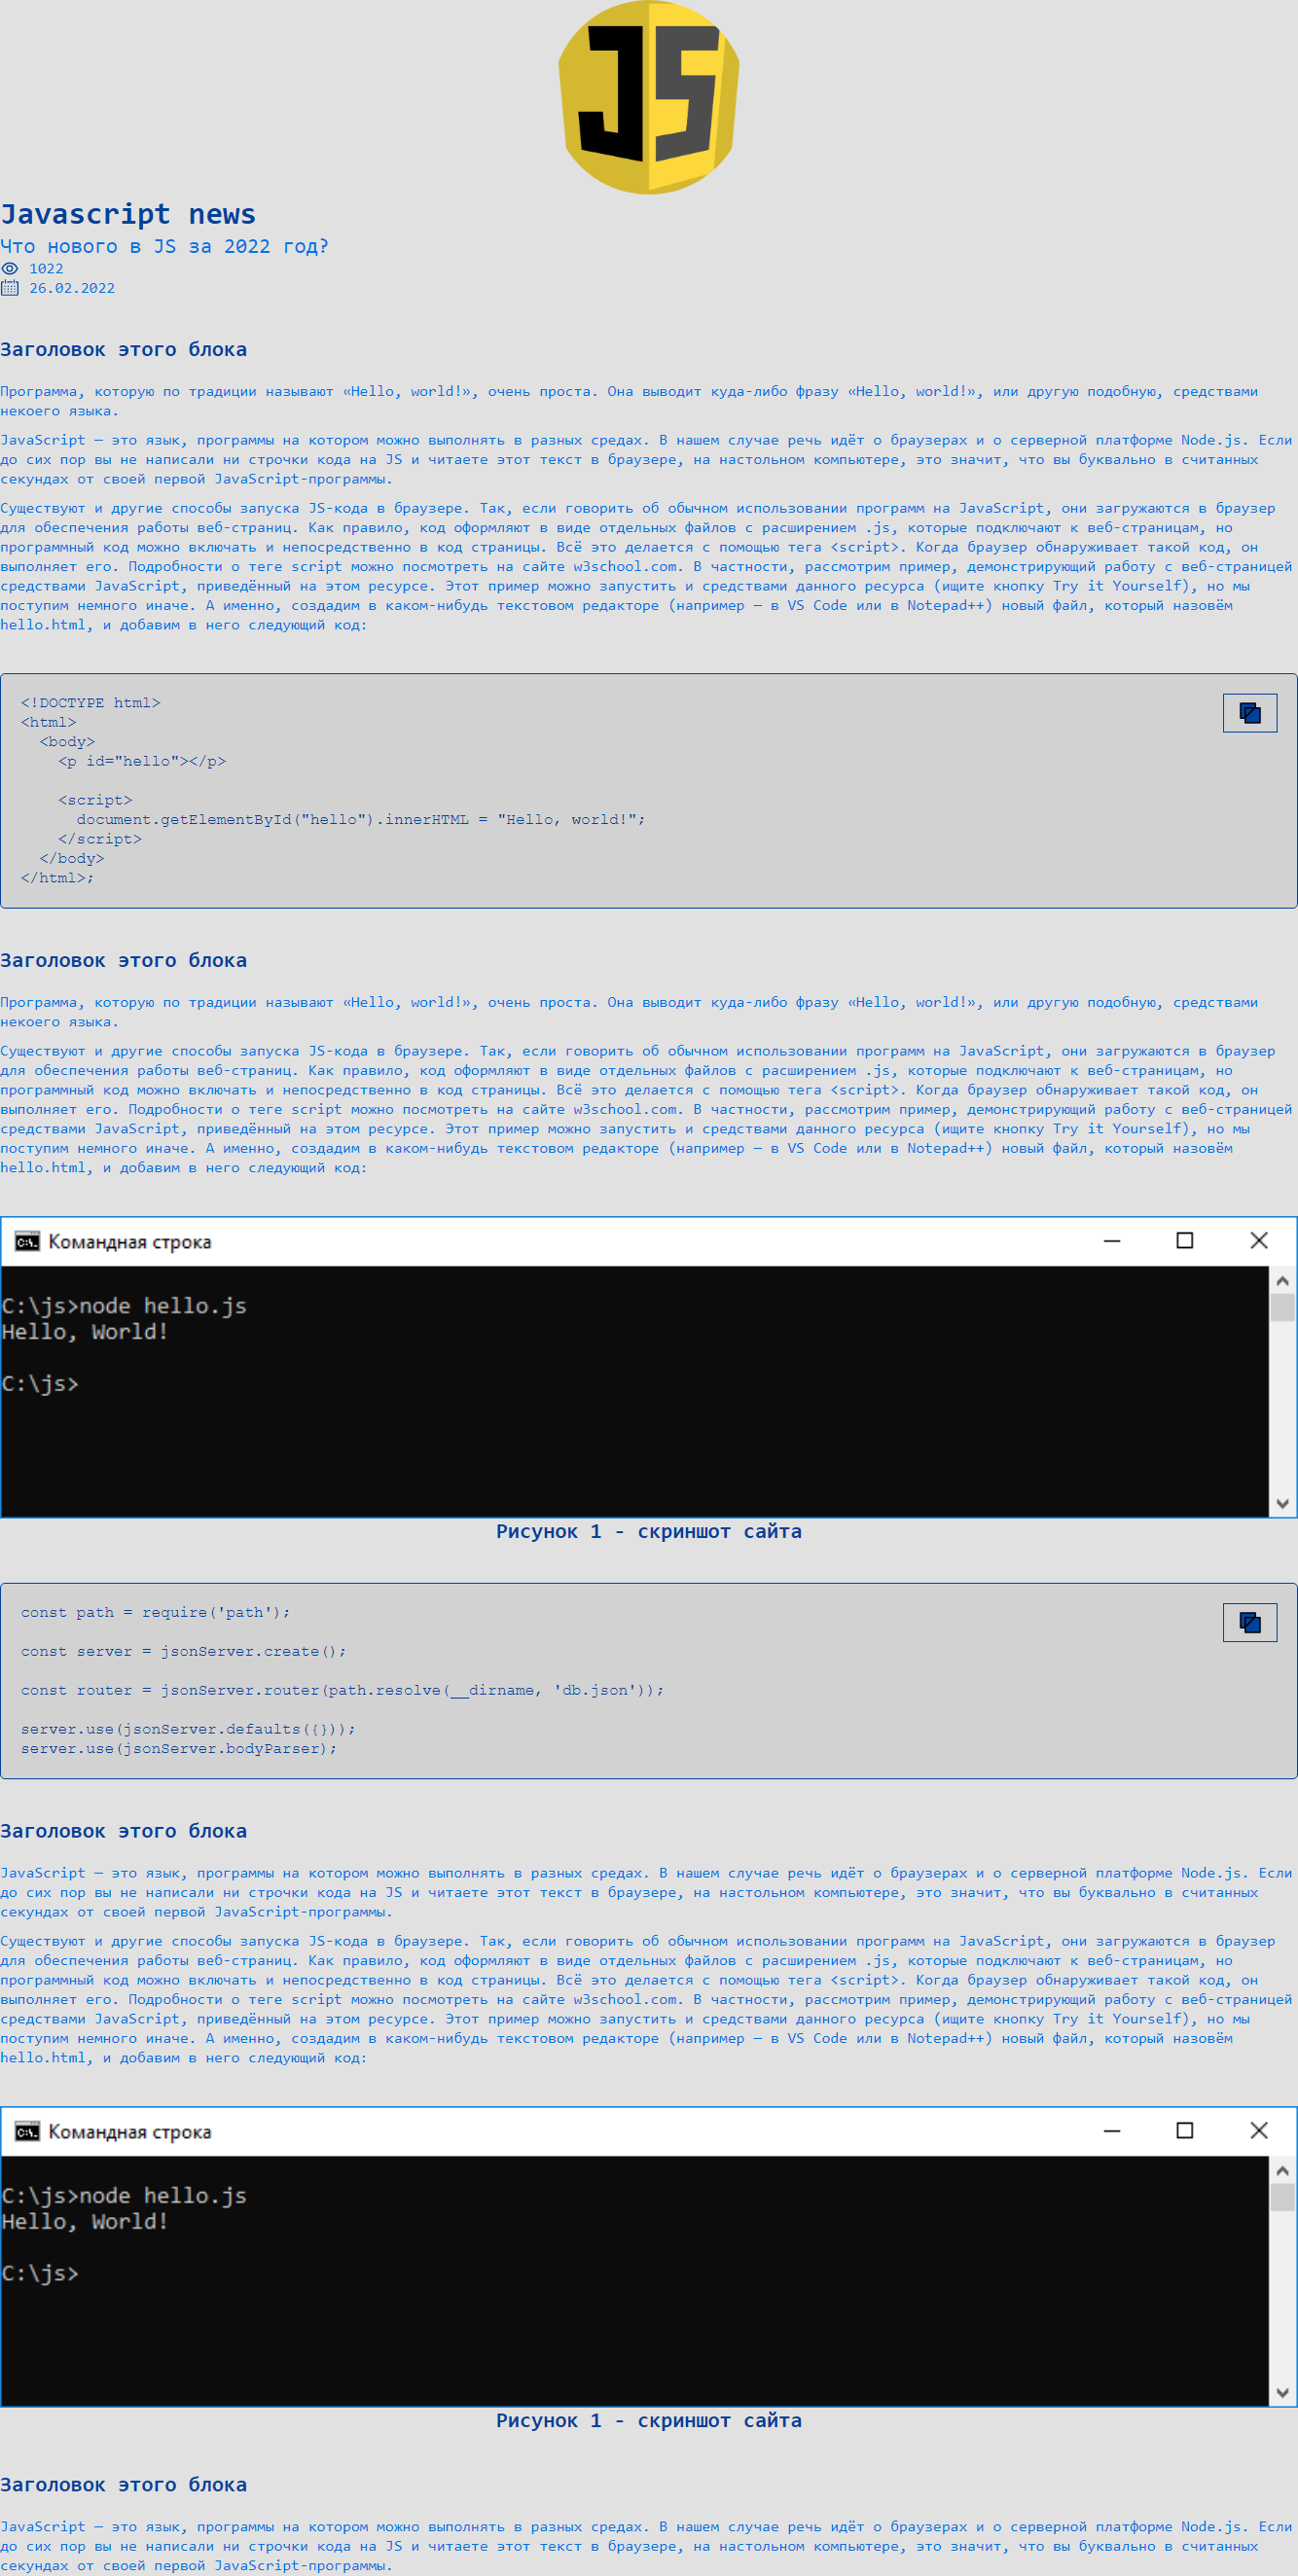 JS
Javascript news
Что нового в JS за 2022 год?
1022
26.02.2022
Заголовок этого блока
Программа, которую по традиции называют «Hello, world!», очень проста. Она выводит куда-либо фразу «Hello, world!», или другую подобную, средствами
некоего языка.
JavaScript — это язык, программы на котором можно выполнять в разных средах. В нашем случае речь идёт о браузерах и о серверной платформе Node.js. Если
до сих пор вы не написали ни строчки кода на JS и читаете этот текст в браузере, на настольном компьютере, это значит, что вы буквально в считанных
секундах от своей первой JavaScript-программы.
Существуют и другие способы запуска JS-кода в браузере. Так, если говорить об обычном использовании программ на JavaScript, они загружаются в браузер
для обеспечения работы веб-страниц. Как правило, код оформляют в виде отдельных файлов с расширением .js, которые подключают к веб-страницам, но
программный код можно включать и непосредственно в код страницы. Всё это делается с помощью тега <script>. Когда браузер обнаруживает такой код, он
выполняет его. Подробности о теге script можно посмотреть на сайте w3school.com. В частности, рассмотрим пример, демонстрирующий работу с веб-страницей
средствами JavaScript, приведённый на этом ресурсе. Этот пример можно запустить и средствами данного ресурса (ищите кнопку Try it Yourself), но мы
поступим немного иначе. А именно, создадим в каком-нибудь текстовом редакторе (например — в VS Code или в Notepad++) новый файл, который назовём
hello.html, и добавим в него следующий код:
<!DOCTYPE html>
<html>
<body>
<p id="hello"></p>
<script>
document.getElementById("hello").innerHTML = "Hello, world!";
</script>
</body>
</html>;
Заголовок этого блока
Программа, которую по традиции называют «Hello, world!», очень проста. Она выводит куда-либо фразу «Hello, world!», или другую подобную, средствами
некоего языка.
Существуют и другие способы запуска JS-кода в браузере. Так, если говорить об обычном использовании программ на JavaScript, они загружаются в браузер
для обеспечения работы веб-страниц. Как правило, код оформляют в виде отдельных файлов с расширением .js, которые подключают к веб-страницам, но
программный код можно включать и непосредственно в код страницы. Всё это делается с помощью тега <script>. Когда браузер обнаруживает такой код, он
выполняет его. Подробности о теге script можно посмотреть на сайте w3school.com. В частности, рассмотрим пример, демонстрирующий работу с веб-страницей
средствами JavaScript, приведённый на этом ресурсе. Этот пример можно запустить и средствами данного ресурса (ищите кнопку Try it Yourself), но мы
поступим немного иначе. А именно, создадим в каком-нибудь текстовом редакторе (например — в VS Code или в Notepad++) новый файл, который назовём
hello.html, и добавим в него следующий код:
Командная строка
C:\js>node hello.js
Hello, World!
C:\js>
Рисунок 1 - скриншот сайта
const path = require('path');
const server = jsonServer.create();
const router = jsonServer.router(path.resolve(__dirname, 'db.json'));
server.use(jsonServer.defaults({}));
server.use(jsonServer.bodyParser);
Заголовок этого блока
JavaScript — это язык, программы на котором можно выполнять в разных средах. В нашем случае речь идёт о браузерах и о серверной платформе Node.js. Если
до сих пор вы не написали ни строчки кода на JS и читаете этот текст в браузере, на настольном компьютере, это значит, что вы буквально в считанных
секундах от своей первой JavaScript-программы.
Существуют и другие способы запуска JS-кода в браузере. Так, если говорить об обычном использовании программ на JavaScript, они загружаются в браузер
для обеспечения работы веб-страниц. Как правило, код оформляют в виде отдельных файлов с расширением .js, которые подключают к веб-страницам, но
программный код можно включать и непосредственно в код страницы. Всё это делается с помощью тега <script>. Когда браузер обнаруживает такой код, он
выполняет его. Подробности о теге script можно посмотреть на сайте w3school.com. В частности, рассмотрим пример, демонстрирующий работу с веб-страницей
средствами JavaScript, приведённый на этом ресурсе. Этот пример можно запустить и средствами данного ресурса (ищите кнопку Try it Yourself), но мы
поступим немного иначе. А именно, создадим в каком-нибудь текстовом редакторе (например — в VS Code или в Notepad++) новый файл, который назовём
hello.html, и добавим в него следующий код:
Командная строка
C:\js>node hello.js
Hello, World!
C:\js>
Рисунок 1 - скриншот сайта
Заголовок этого блока
JavaScript — это язык, программы на котором можно выполнять в разных средах. В нашем случае речь идёт о браузерах и о серверной платформе Node.js. Если
до сих пор вы не написали ни строчки кода на JS и читаете этот текст в браузере, на настольном компьютере, это значит, что вы буквально в считанных
секундах от своей первой JavaScript-программы.